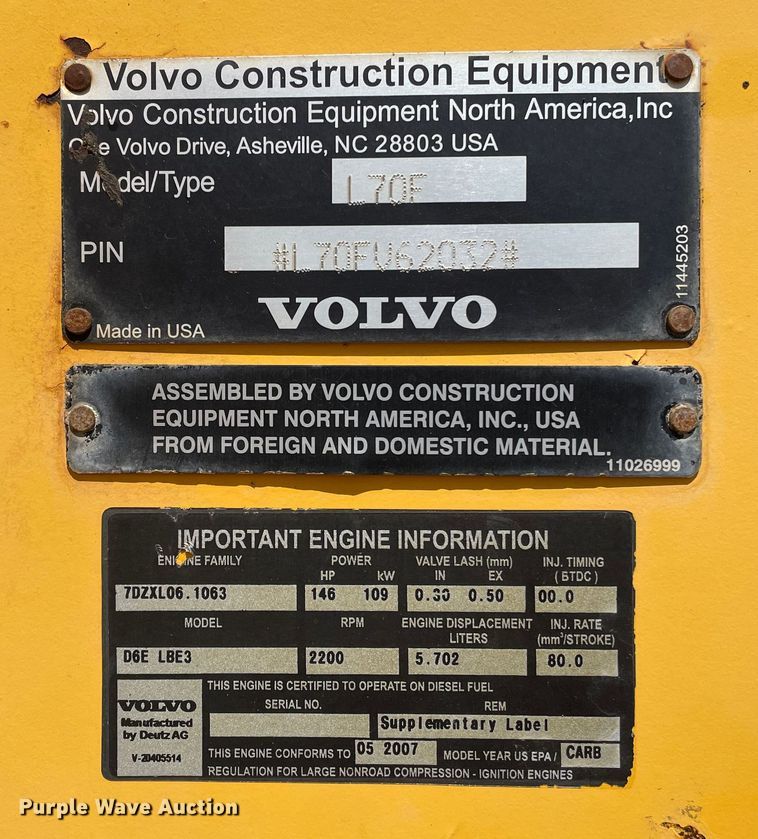 Volvo Construction Equipment
Volvo Construction Equipment North America,Inc
One Volvo Drive, Asheville, NC 28803 USA
Model/Type L70F
PIN #L70FV62032#
11445203
VOLVO
Made in USA
ASSEMBLED BY VOLVO CONSTRUCTION
EQUIPMENT NORTH AMERICA, INC., USA
FROM FOREIGN AND DOMESTIC MATERIAL.
11026999
IMPORTANT ENGINE INFORMATION
ENGINE FAMILY POWER VALVE LASH (mm) INJ. TIMING
HP kW IN EX (BTDC)
7DZXL06.1063 146 109 0.30 0.50 00.0
MODEL RPM ENGINE DISPLACEMENT INJ. RATE
LITERS (mm³/STROKE)
D6E LBE3 2200 5.702 80.0
THIS ENGINE IS CERTIFIED TO OPERATE ON DIESEL FUEL
SERIAL NO. REM
VOLVO
Manufactured
by Deutz AG
V-20405514
Supplementary Label
THIS ENGINE CONFORMS TO 05 2007 MODEL YEAR US EPA/ CARB
REGULATION FOR LARGE NONROAD COMPRESSION - IGNITION ENGINES
Purple Wave Auction